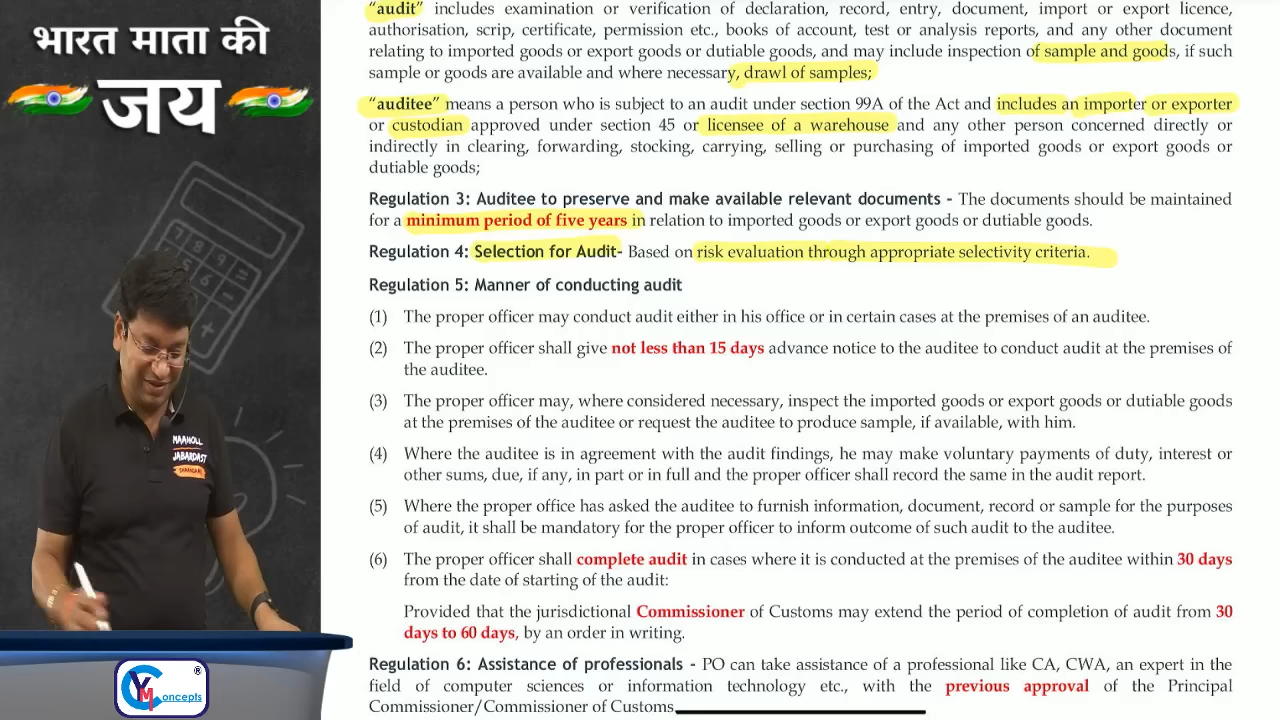 भारत माता की
जय
MAAHOLL
JABARDAST
“audit” includes examination or verification of declaration, record, entry, document, import or export licence,
authorisation, scrip, certificate, permission etc., books of account, test or analysis reports, and any other document
relating to imported goods or export goods or dutiable goods, and may include inspection of sample and goods, if such
sample or goods are available and where necessary, drawl of samples;
“auditee” means a person who is subject to an audit under section 99A of the Act and includes an importer or exporter
or custodian approved under section 45 or licensee of a warehouse and any other person concerned directly or
indirectly in clearing, forwarding, stocking, carrying, selling or purchasing of imported goods or export goods or
dutiable goods;
Regulation 3: Auditee to preserve and make available relevant documents - The documents should be maintained
for a minimum period of five years in relation to imported goods or export goods or dutiable goods.
Regulation 4: Selection for Audit- Based on risk evaluation through appropriate selectivity criteria.
Regulation 5: Manner of conducting audit
(1) The proper officer may conduct audit either in his office or in certain cases at the premises of an auditee.
(2) The proper officer shall give not less than 15 days advance notice to the auditee to conduct audit at the premises of
the auditee.
(3) The proper officer may, where considered necessary, inspect the imported goods or export goods or dutiable goods
at the premises of the auditee or request the auditee to produce sample, if available, with him.
(4) Where the auditee is in agreement with the audit findings, he may make voluntary payments of duty, interest or
other sums, due, if any, in part or in full and the proper officer shall record the same in the audit report.
(5) Where the proper office has asked the auditee to furnish information, document, record or sample for the purposes
of audit, it shall be mandatory for the proper officer to inform outcome of such audit to the auditee.
(6) The proper officer shall complete audit in cases where it is conducted at the premises of the auditee within 30 days
from the date of starting of the audit:
Provided that the jurisdictional Commissioner of Customs may extend the period of completion of audit from 30
days to 60 days, by an order in writing.
Regulation 6: Assistance of professionals - PO can take assistance of a professional like CA, CWA, an expert in the
field of computer sciences or information technology etc., with the previous approval of the Principal
Commissioner/Commissioner of Customs.
YM Concepts ®